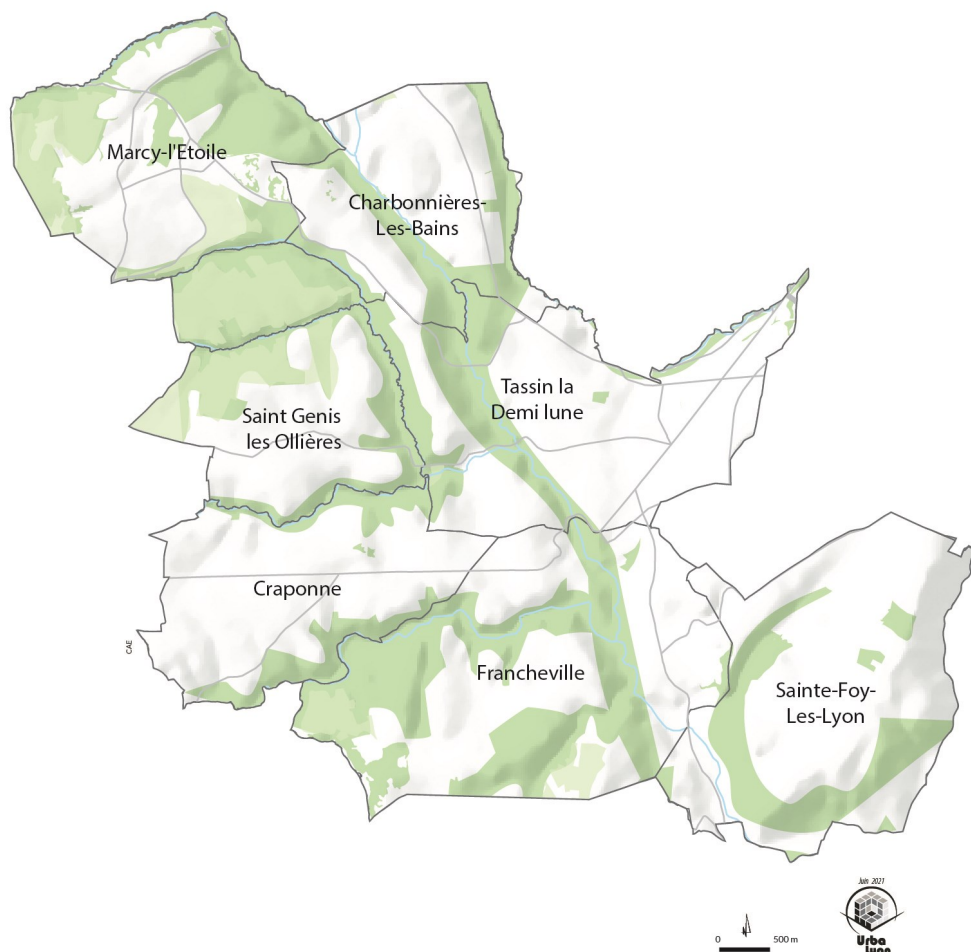 Marcy-l'Etoile
Charbonnières-
Les-Bains
Tassin la
Demi lune
Saint Genis
les Ollières
Craponne
Francheville
Sainte-Foy-
Les-Lyon
CAE
Juin 2021
0 500 m
Urba
Lyon